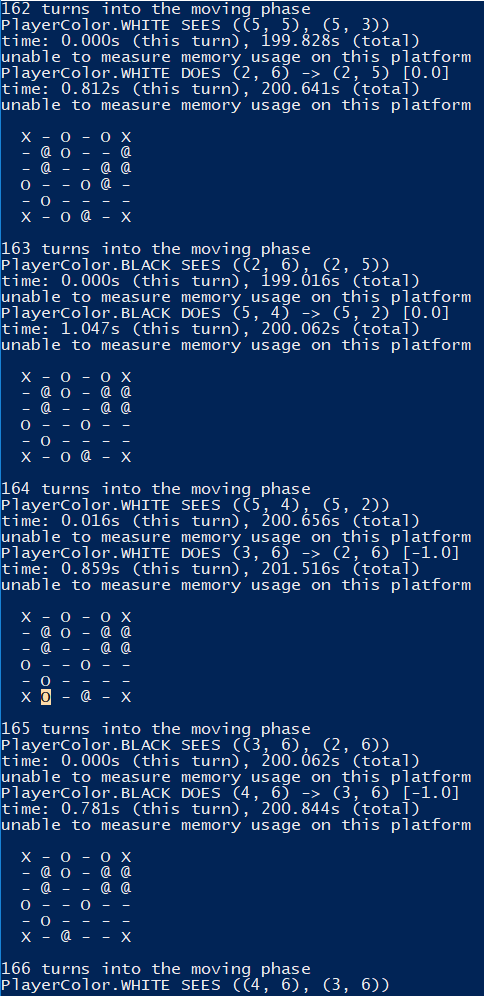 162 turns into the moving phase
PlayerColor.WHITE SEES ((5, 5), (5, 3))
time: 0.000s (this turn), 199.828s (total)
unable to measure memory usage on this platform
PlayerColor.WHITE DOES (2, 6) -> (2, 5) [0.0]
time: 0.812s (this turn), 200.641s (total)
unable to measure memory usage on this platform
X - O - O X
- @ O - - @
- @ - - @ @
O - - O @ -
- O - - - -
X - O @ - X
163 turns into the moving phase
PlayerColor.BLACK SEES ((2, 6), (2, 5))
time: 0.000s (this turn), 199.016s (total)
unable to measure memory usage on this platform
PlayerColor.BLACK DOES (5, 4) -> (5, 2) [0.0]
time: 1.047s (this turn), 200.062s (total)
unable to measure memory usage on this platform
X - O - O X
- @ O - @ @
- @ - - @ @
O - - O - -
- O - - - -
X - O @ - X
164 turns into the moving phase
PlayerColor.WHITE SEES ((5, 4), (5, 2))
time: 0.016s (this turn), 200.656s (total)
unable to measure memory usage on this platform
PlayerColor.WHITE DOES (3, 6) -> (2, 6) [-1.0]
time: 0.859s (this turn), 201.516s (total)
unable to measure memory usage on this platform
X - O - O X
- @ O - @ @
- @ - - @ @
O - - O - -
- O - - - -
X O - @ - X
165 turns into the moving phase
PlayerColor.BLACK SEES ((3, 6), (2, 6))
time: 0.000s (this turn), 200.062s (total)
unable to measure memory usage on this platform
PlayerColor.BLACK DOES (4, 6) -> (3, 6) [-1.0]
time: 0.781s (this turn), 200.844s (total)
unable to measure memory usage on this platform
X - O - O X
- @ O - @ @
- @ - - @ @
O - - O - -
- O - - - -
X - @ - - X
166 turns into the moving phase
PlayerColor.WHITE SEES ((4, 6), (3, 6))